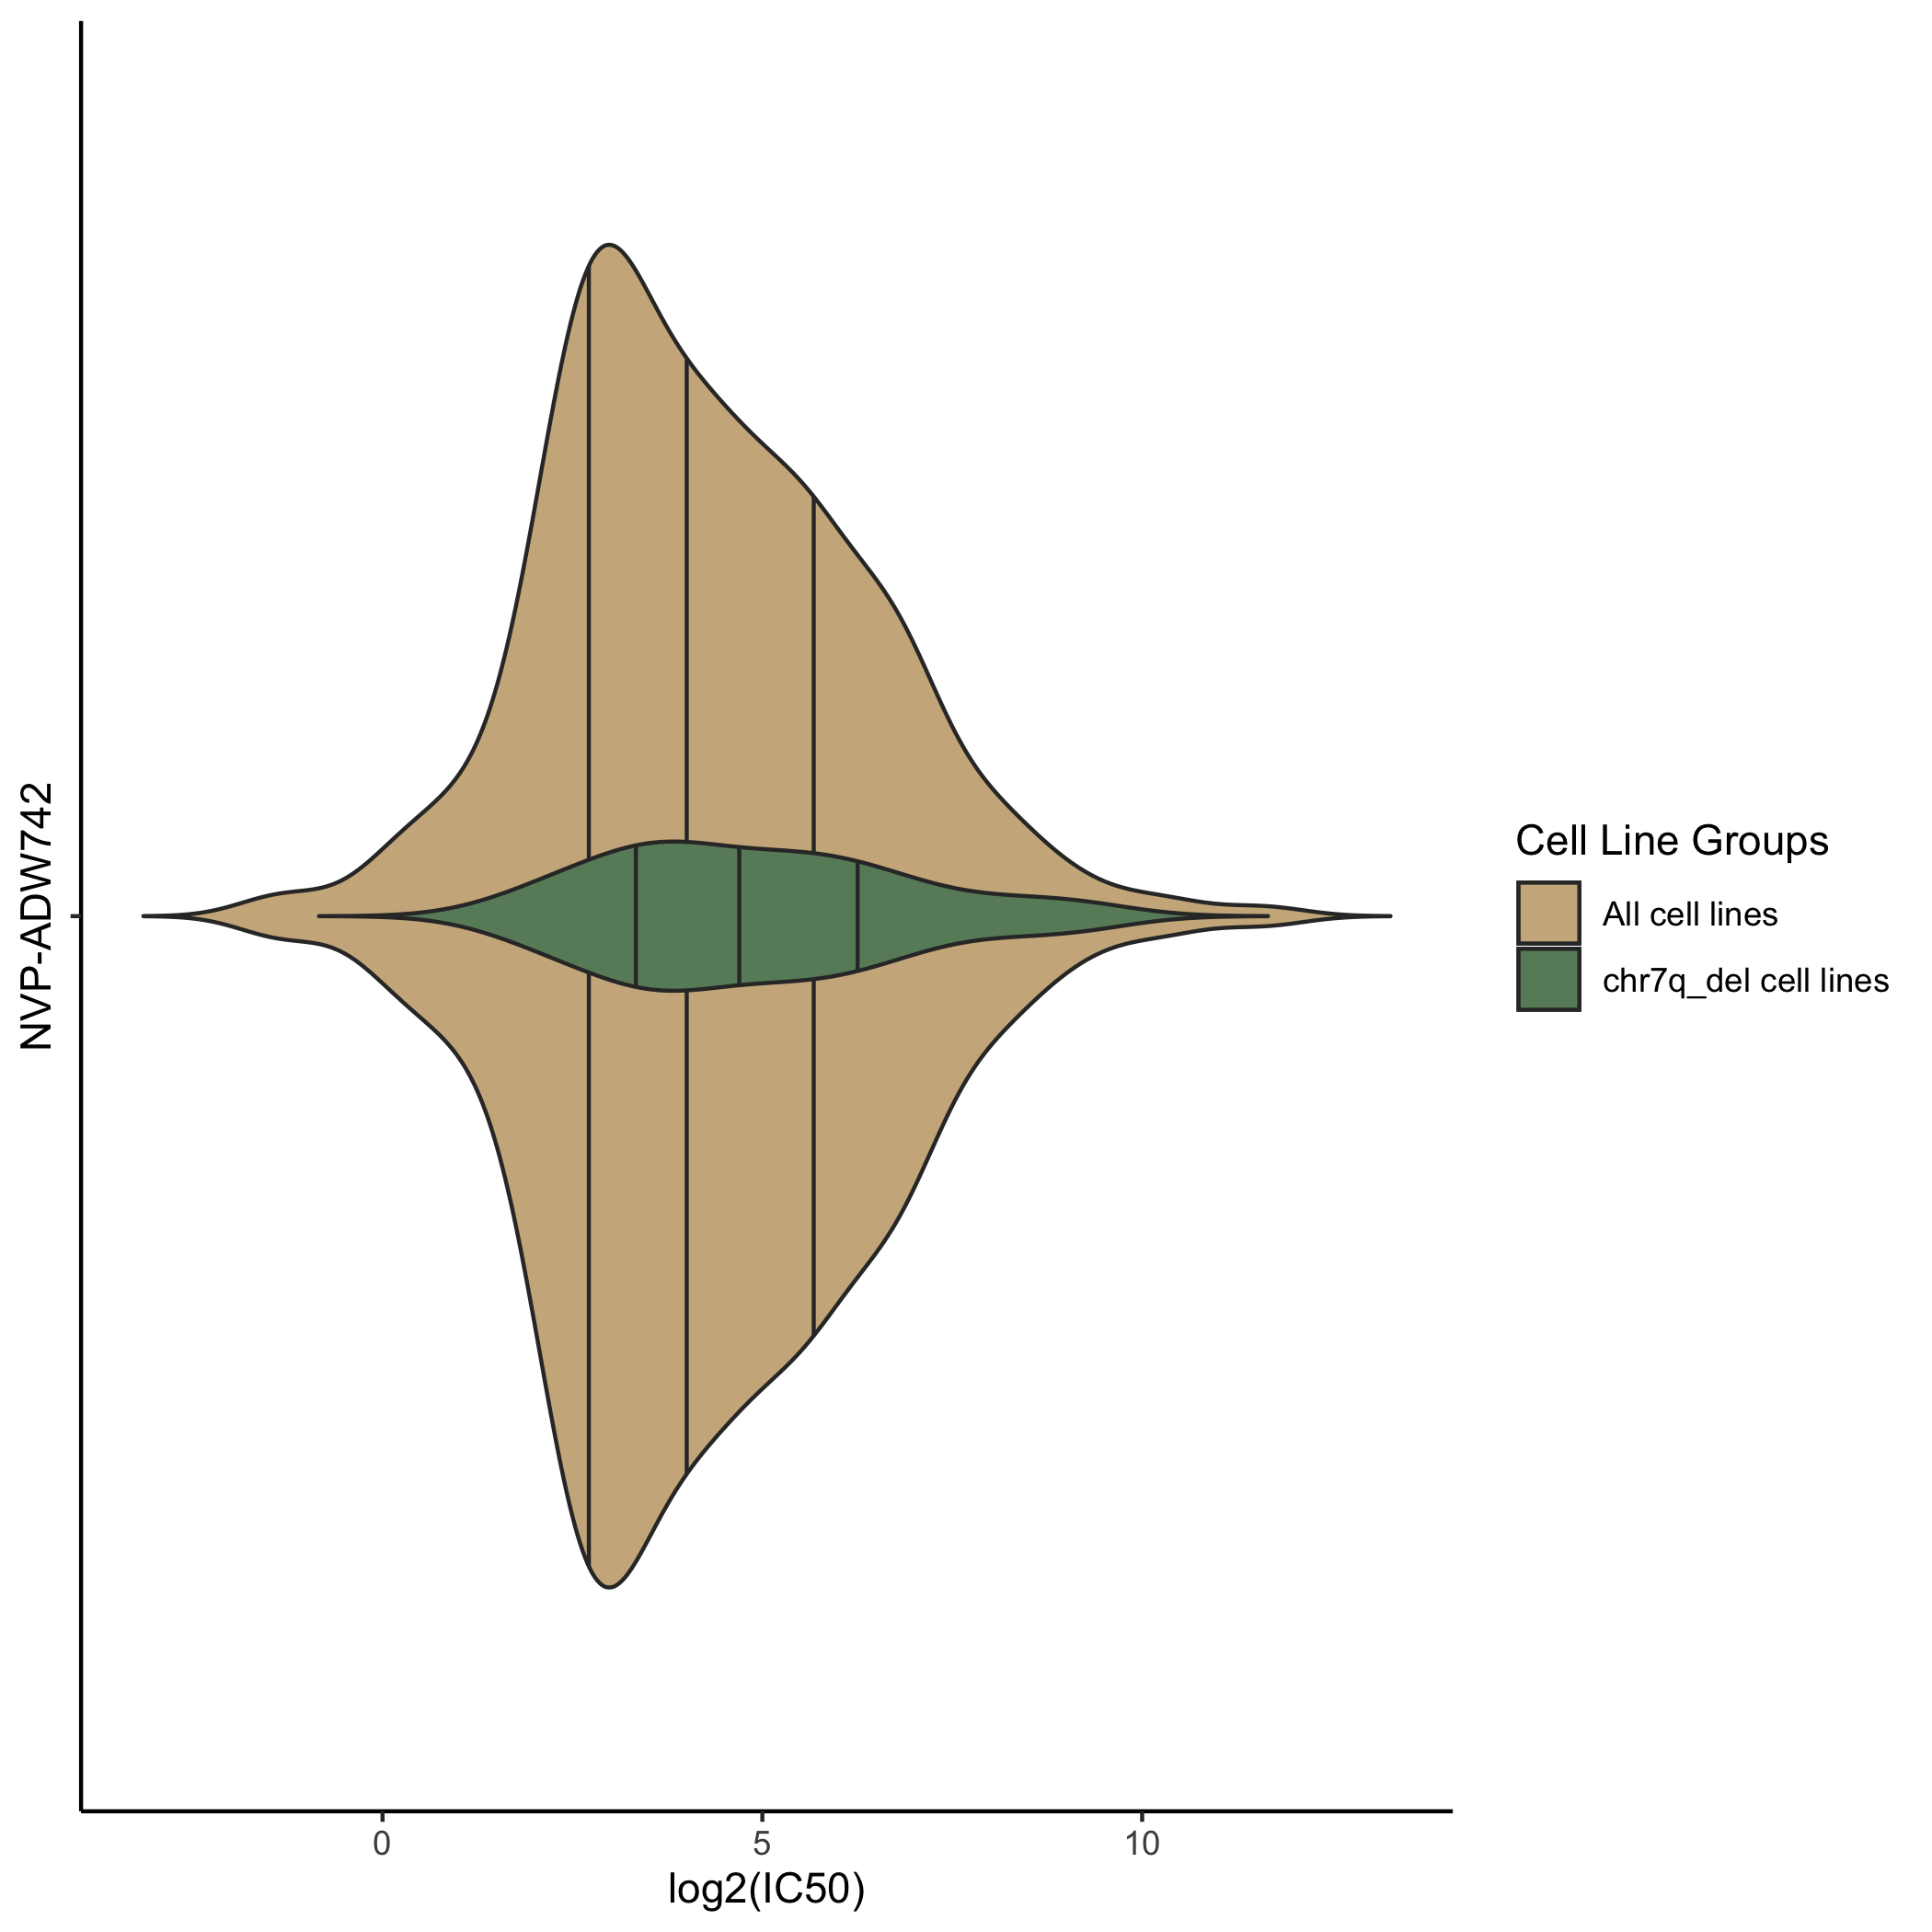 NVP-ADW742
0
5
10
log2(IC50)
Cell Line Groups
All cell lines
chr7q_del cell lines